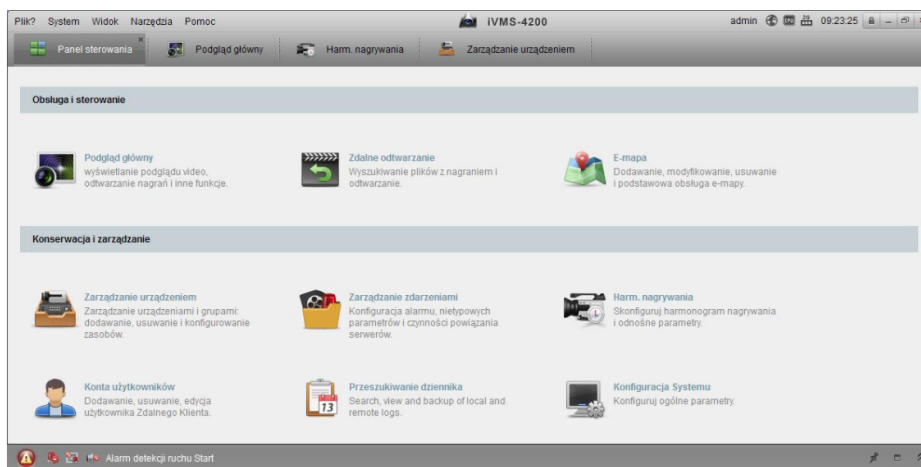 Plik? System Widok Narzędzia Pomoc
iVMS-4200
admin 09:23:25
Panel sterowania
Podgląd główny
Harm. nagrywania
Zarządzanie urządzeniem
Obsługa i sterowanie
Podgląd główny
wyświetlanie podglądu video,
odtwarzanie nagrań i inne funkcje.
Zdalne odtwarzanie
Wyszukiwanie plików z nagraniem i
odtwarzanie.
E-mapa
Dodawanie, modyfikowanie, usuwanie
i podstawowa obsługa e-mapy.
Konserwacja i zarządzanie
Zarządzanie urządzeniem
Zarządzanie urządzeniami i grupami:
dodawanie, usuwanie i konfigurowanie
zasobów.
Zarządzanie zdarzeniami
Konfiguracja alarmu, nietypowych
parametrów i czynności powiązania
serwerów.
Harm. nagrywania
Skonfiguruj harmonogram nagrywania
i odnośne parametry.
Konta użytkowników
Dodawanie, usuwanie, edycja
użytkownika Zdalnego Klienta.
13
Przeszukiwanie dziennika
Search, view and backup of local and
remote logs.
Konfiguracja Systemu
Konfiguruj ogólne parametry.
Alarm detekcji ruchu Start